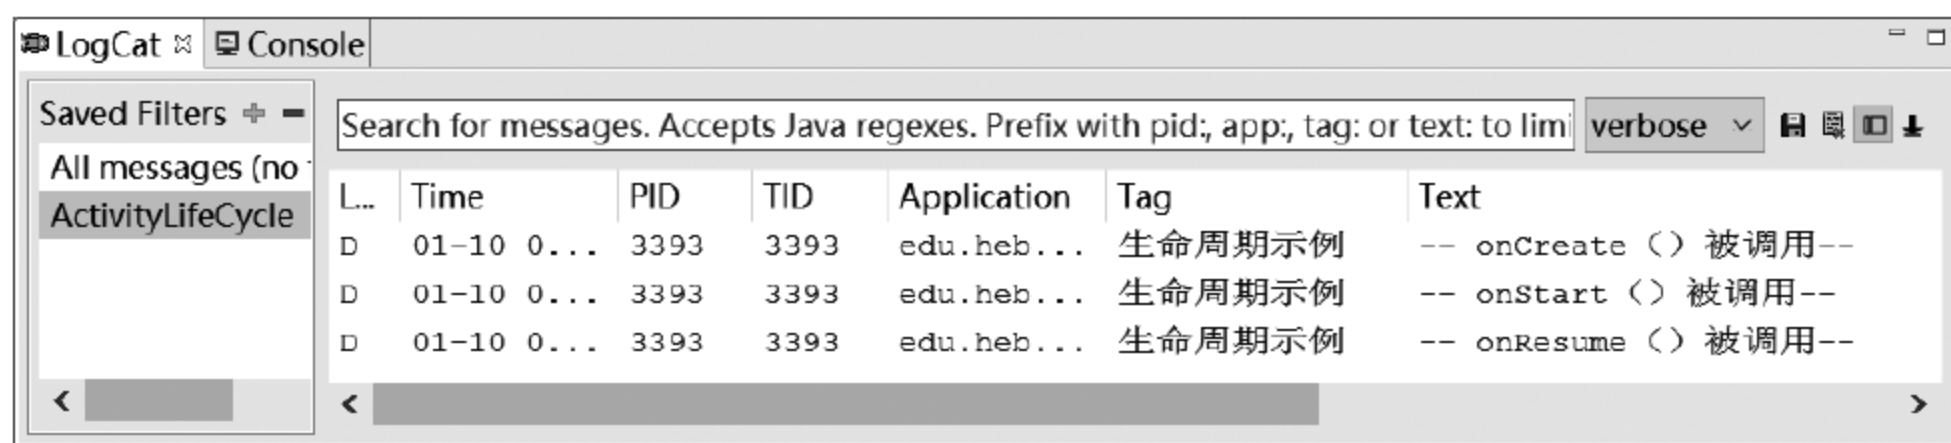 LogCat Console
Saved Filters
Search for messages. Accepts Java regexes. Prefix with pid:, app:, tag: or text: to limi verbose
All messages (no
ActivityLifeCycle
L... Time PID TID Application Tag Text
D 01-10 0... 3393 3393 edu.heb... 生命周期示例 -- onCreate () 被调用--
D 01-10 0... 3393 3393 edu.heb... 生命周期示例 -- onStart () 被调用--
D 01-10 0... 3393 3393 edu.heb... 生命周期示例 -- onResume () 被调用--